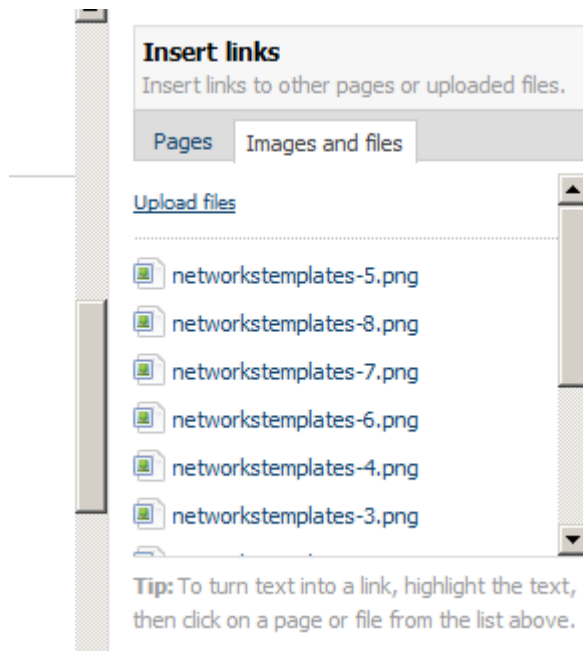 Insert links
Insert links to other pages or uploaded files.
Pages Images and files
Upload files
networkstemplates-5.png
networkstemplates-8.png
networkstemplates-7.png
networkstemplates-6.png
networkstemplates-4.png
networkstemplates-3.png
Tip: To turn text into a link, highlight the text,
then click on a page or file from the list above.